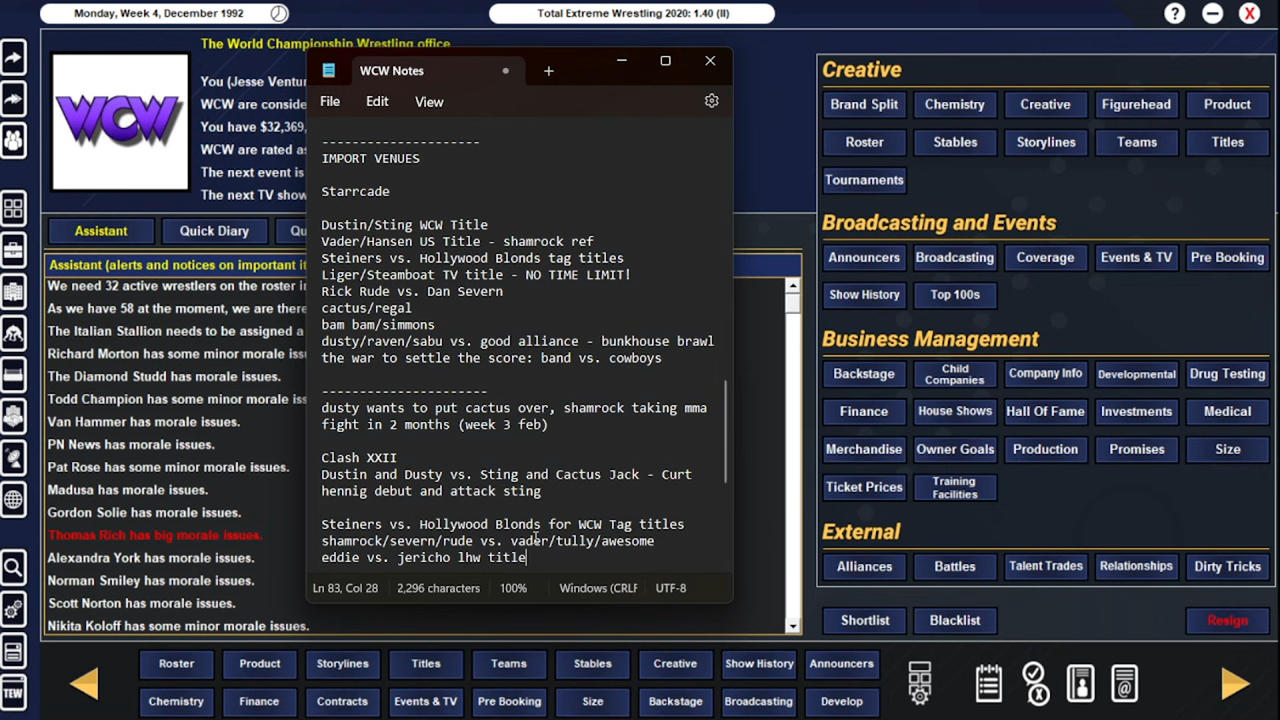 Monday, Week 4, December 1992
Total Extreme Wrestling 2020: 1.40 (II)
?
X
The World Championship Wrestling office
WCW
You (Jesse Ventur
WCW are conside
You have $32,369,
WCW are rated as
The next event is
The next TV show
Assistant
Quick Diary
Qu
Assistant (alerts and notices on important it
We need 32 active wrestlers on the roster in
As we have 58 at the moment, we are there
The Italian Stallion needs to be assigned a
Richard Morton has some minor morale iss
The Diamond Studd has morale issues.
Todd Champion has some minor morale is
Van Hammer has morale issues.
PN News has morale issues.
Pat Rose has some minor morale issues.
Madusa has morale issues.
Gordon Solie has some minor morale issues.
Thomas Rich has big morale issues.
Alexandra York has some minor morale issues.
Norman Smiley has some minor morale issues.
Scott Norton has some minor morale issues.
Nikita Koloff has some minor morale issues.
WCW Notes
File
Edit
View
---------------------
IMPORT VENUES
Starrcade
Dustin/Sting WCW Title
Vader/Hansen US Title - shamrock ref
Steiners vs. Hollywood Blonds tag titles
Liger/Steamboat TV title - NO TIME LIMIT!
Rick Rude vs. Dan Severn
cactus/regal
bam bam/simmons
dusty/raven/sabu vs. good alliance - bunkhouse brawl
the war to settle the score: band vs. cowboys
----------------------
dusty wants to put cactus over, shamrock taking mma
fight in 2 months (week 3 feb)
Clash XXII
Dustin and Dusty vs. Sting and Cactus Jack - Curt
hennig debut and attack sting
Steiners vs. Hollywood Blonds for WCW Tag titles
shamrock/severn/rude vs. vader/tully/awesome
eddie vs. jericho lhw title
Ln 83, Col 28
2,296 characters
100%
Windows (CRLF
UTF-8
Creative
Brand Split
Chemistry
Creative
Figurehead
Product
Roster
Stables
Storylines
Teams
Titles
Tournaments
Broadcasting and Events
Announcers
Broadcasting
Coverage
Events & TV
Pre Booking
Show History
Top 100s
Business Management
Backstage
Child
Companies
Company Info
Developmental
Drug Testing
Finance
House Shows
Hall Of Fame
Investments
Medical
Merchandise
Owner Goals
Production
Promises
Size
Ticket Prices
Training
Facilities
External
Alliances
Battles
Talent Trades
Relationships
Dirty Tricks
Shortlist
Blacklist
Resign
Roster
Product
Storylines
Titles
Teams
Stables
Creative
Show History
Announcers
Chemistry
Finance
Contracts
Events & TV
Pre Booking
Size
Backstage
Broadcasting
Develop
TEW